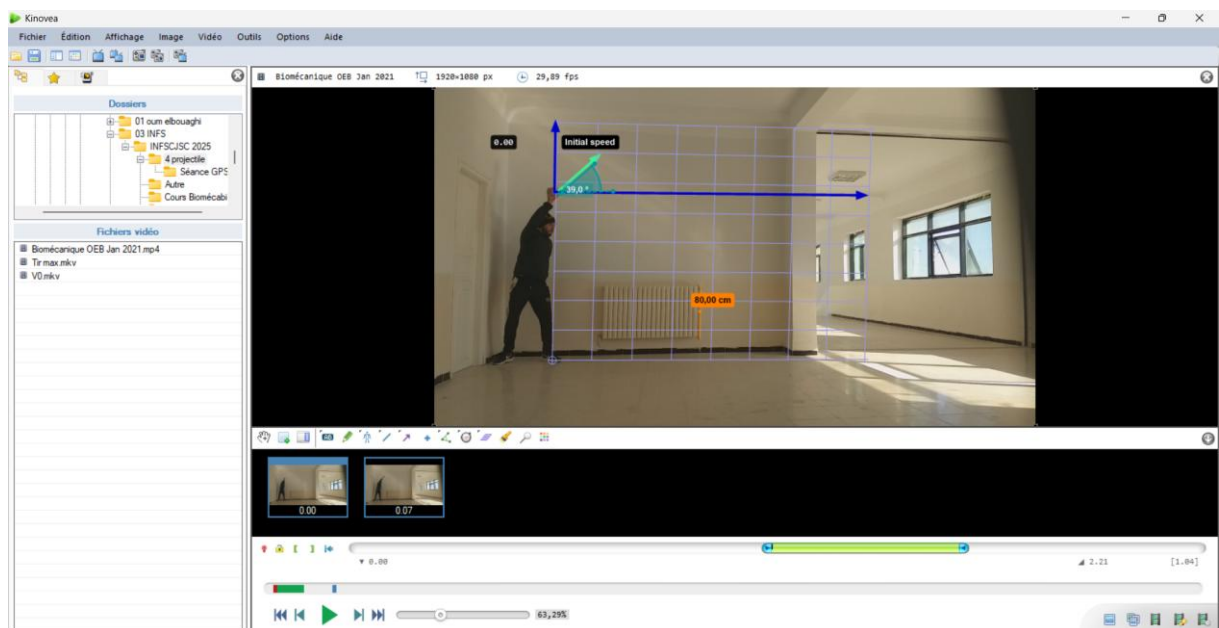 Kinovea
Fichier Édition Affichage Image Vidéo Outils Options Aide
Biomécanique OEB Jan 2021 1920×1080 px 29,89 fps
Dossiers
01 oum elbouaghi
03 INFS
INFSCJSC 2025
4 projectile
Séance GPS
Autre
Cours Biomécabi
Fichiers vidéo
Biomécanique OEB Jan 2021.mp4
Tir max.mkv
V0.mkv
0.00
Initial speed
39,0 °
80,00 cm
0.00 0.07
0.00 2.21 [1.04]
63,29%